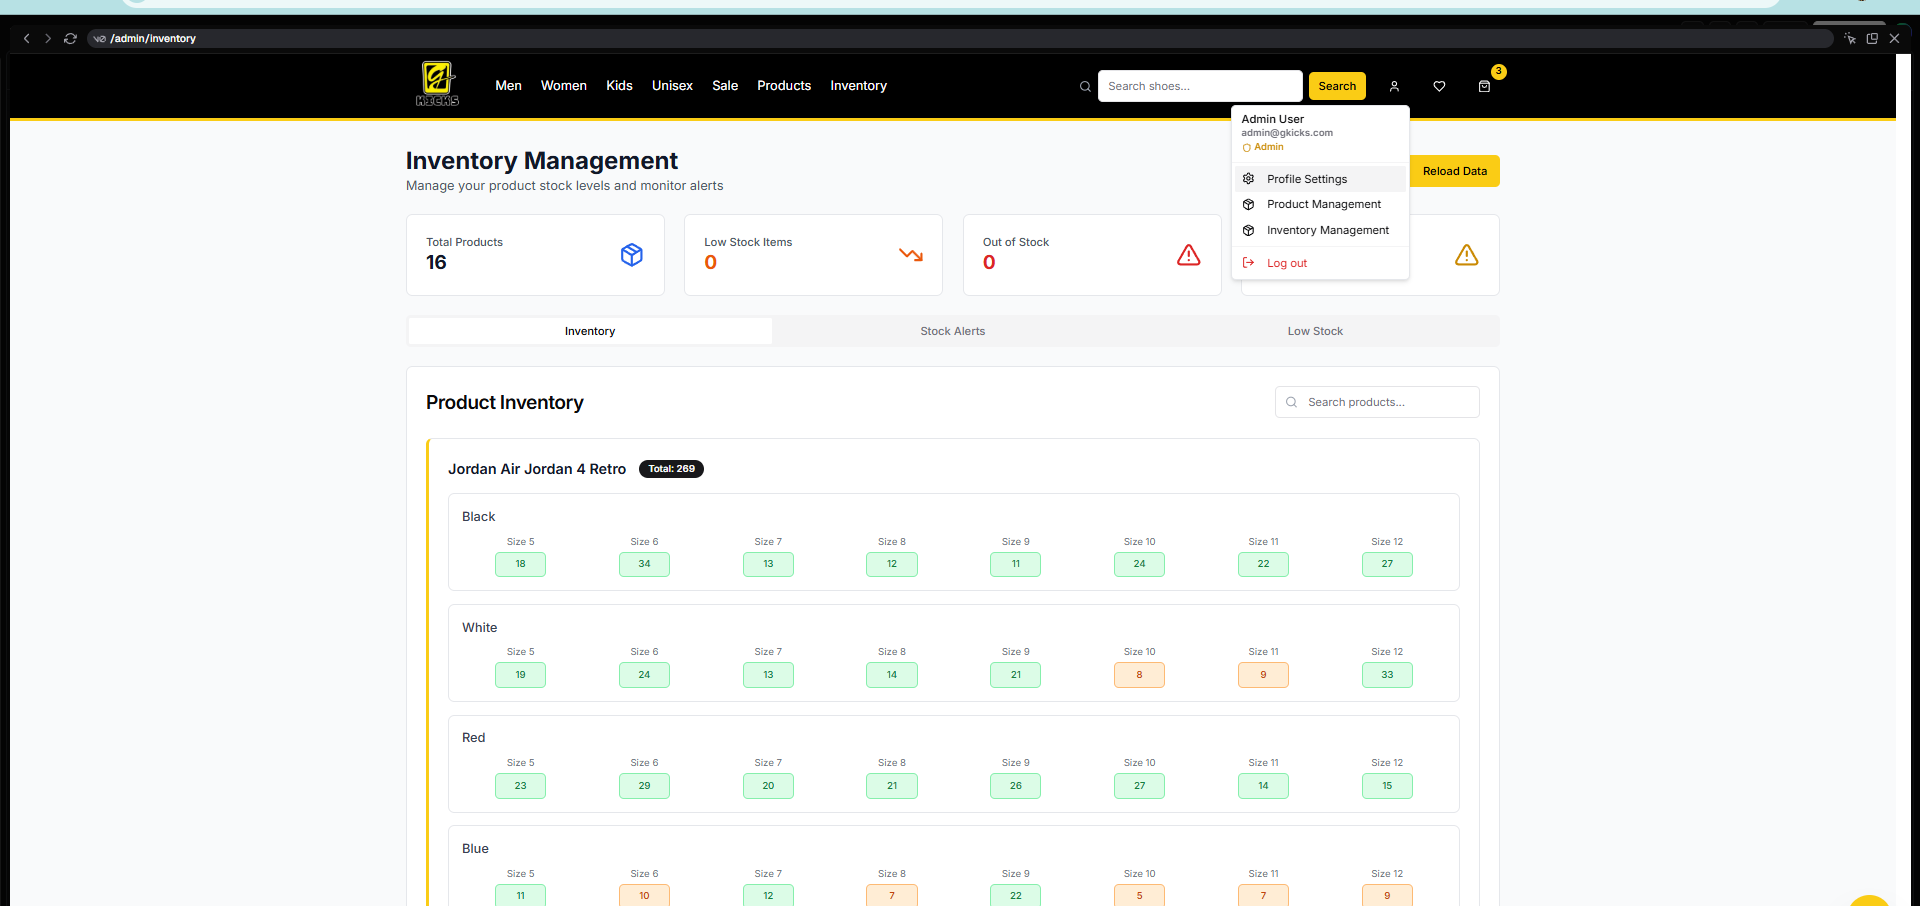 /admin/inventory
KICKS
Men Women Kids Unisex Sale Products Inventory
Search shoes...
Search
3
Admin User
admin@gkicks.com
Admin
Profile Settings
Product Management
Inventory Management
Log out
Inventory Management
Manage your product stock levels and monitor alerts
Reload Data
Total Products
16
Low Stock Items
0
Out of Stock
0
Inventory Stock Alerts Low Stock
Product Inventory
Search products...
Jordan Air Jordan 4 Retro Total: 269
Black
Size 5 Size 6 Size 7 Size 8 Size 9 Size 10 Size 11 Size 12
18 34 13 12 11 24 22 27
White
Size 5 Size 6 Size 7 Size 8 Size 9 Size 10 Size 11 Size 12
19 24 13 14 21 8 9 33
Red
Size 5 Size 6 Size 7 Size 8 Size 9 Size 10 Size 11 Size 12
23 29 20 21 26 27 14 15
Blue
Size 5 Size 6 Size 7 Size 8 Size 9 Size 10 Size 11 Size 12
11 10 12 7 22 5 7 9